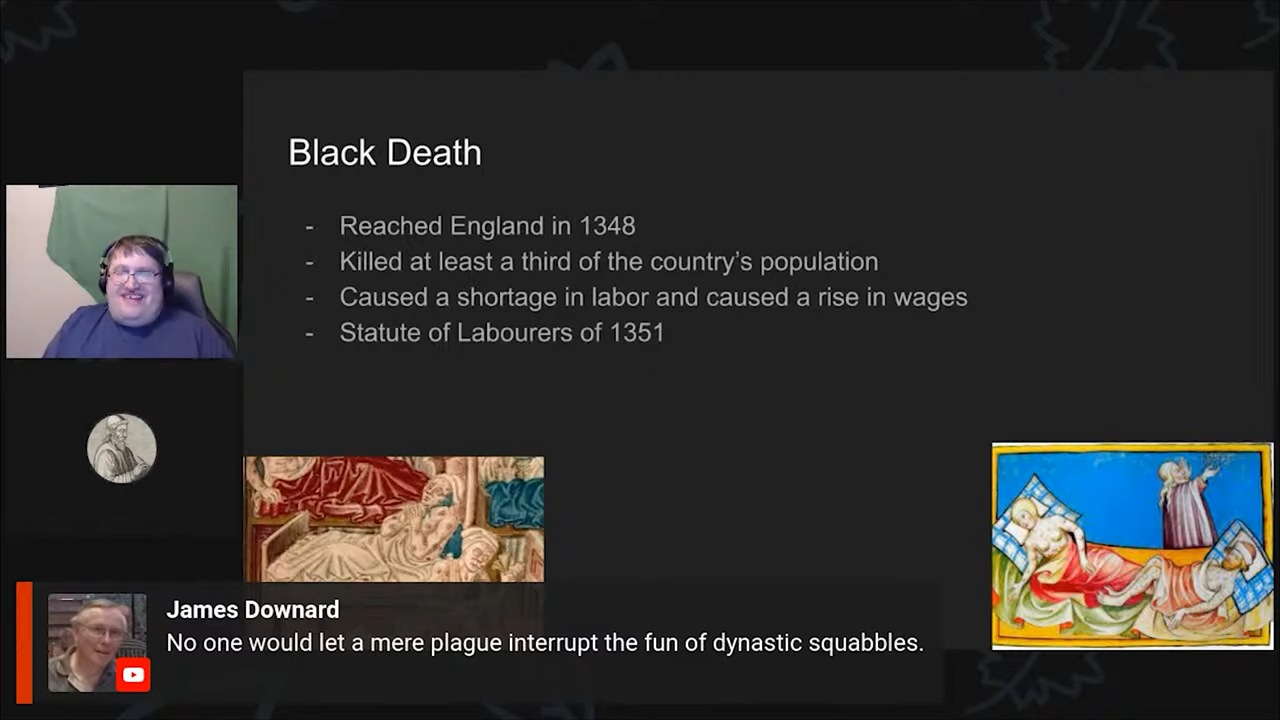 Black Death
- Reached England in 1348
- Killed at least a third of the country’s population
- Caused a shortage in labor and caused a rise in wages
- Statute of Labourers of 1351
James Downard
No one would let a mere plague interrupt the fun of dynastic squabbles.